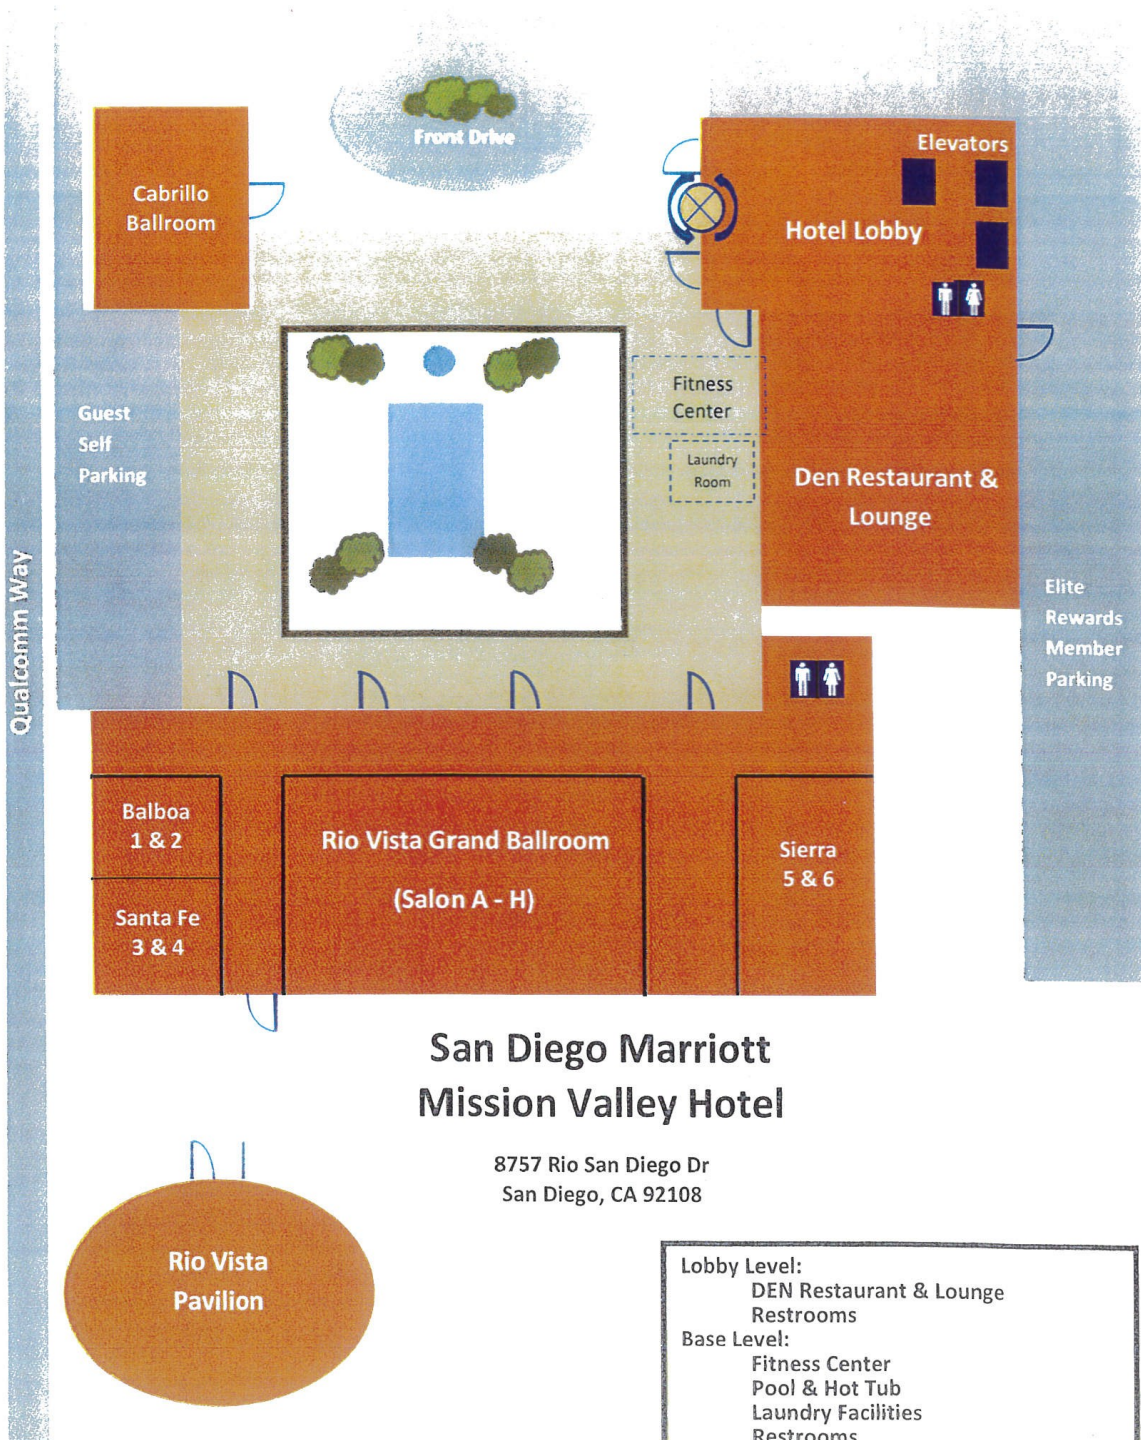 Front Drive
Cabrillo
Ballroom
Elevators
Hotel Lobby
Fitness
Center
Laundry
Room
Guest
Self
Parking
Den Restaurant &
Lounge
Qualcomm Way
Elite
Rewards
Member
Parking
Balboa
1 & 2
Santa Fe
3 & 4
Rio Vista Grand Ballroom
(Salon A - H)
Sierra
5 & 6
San Diego Marriott
Mission Valley Hotel
8757 Rio San Diego Dr
San Diego, CA 92108
Rio Vista
Pavilion
Lobby Level:
DEN Restaurant & Lounge
Restrooms
Base Level:
Fitness Center
Pool & Hot Tub
Laundry Facilities
Restrooms